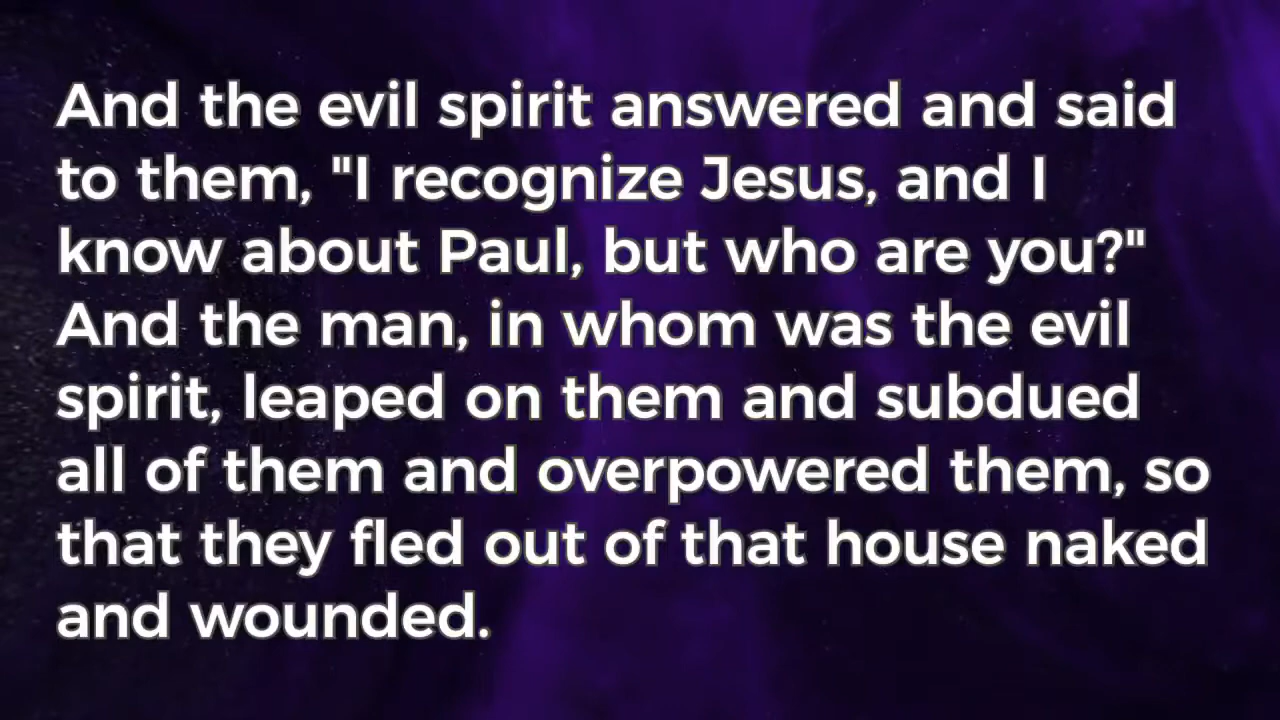 And the evil spirit answered and said
to them, "I recognize Jesus, and I
know about Paul, but who are you?"
And the man, in whom was the evil
spirit, leaped on them and subdued
all of them and overpowered them, so
that they fled out of that house naked
and wounded.